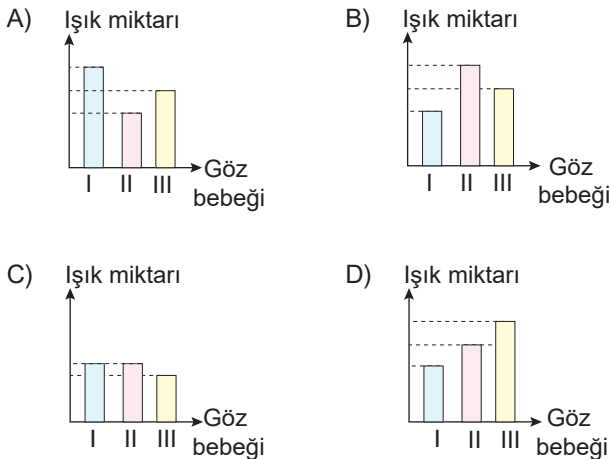 A) Işık miktarı
I II III
Göz
bebeği
B) Işık miktarı
I II III
Göz
bebeği
C) Işık miktarı
I II III
Göz
bebeği
D) Işık miktarı
I II III
Göz
bebeği